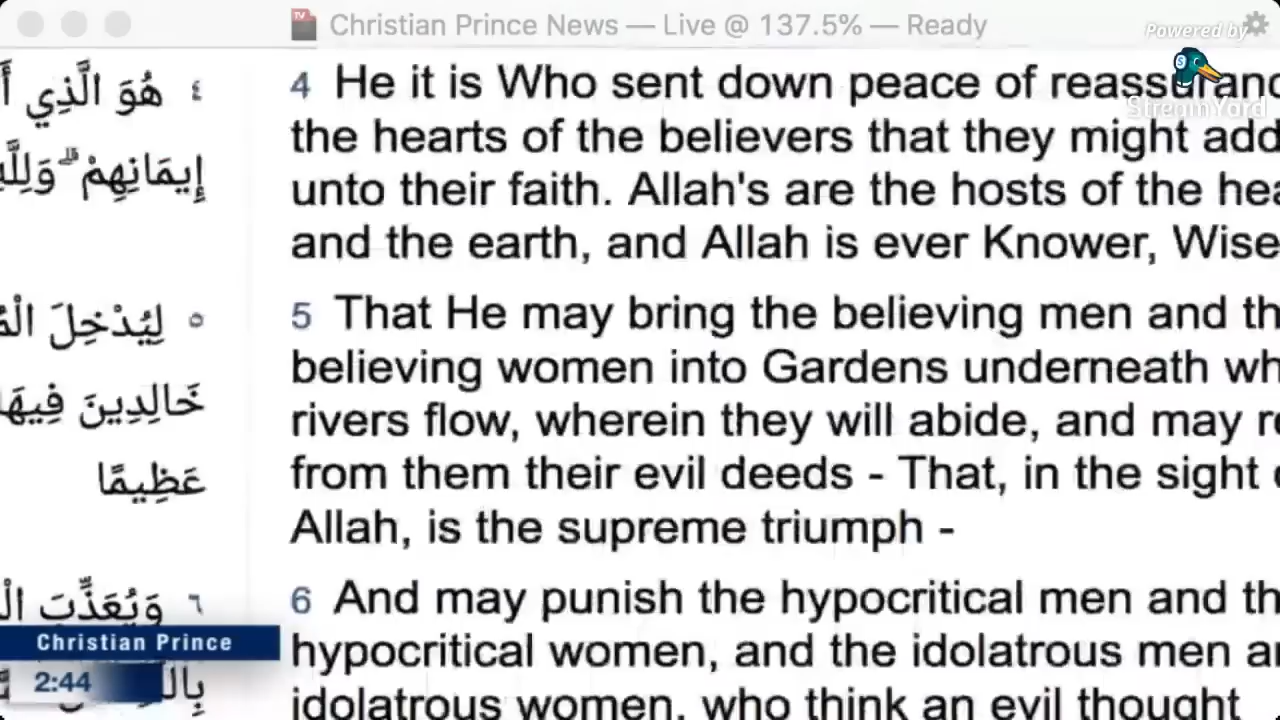 Christian Prince News — Live @ 137.5% — Ready
Powered by
StreamYard
٤ هُوَ الَّذِي
إِيمَانِهِمْ ۗ وَلِلَّهِ
4 He it is Who sent down peace of reassuranc
the hearts of the believers that they might add
unto their faith. Allah's are the hosts of the hea
and the earth, and Allah is ever Knower, Wise
٥ لِيُدْخِلَ
خَالِدِينَ فِيهَا
عَظِيمًا
5 That He may bring the believing men and th
believing women into Gardens underneath wh
rivers flow, wherein they will abide, and may re
from them their evil deeds - That, in the sight
Allah, is the supreme triumph -
٦ وَيُعَذِّبَ
6 And may punish the hypocritical men and th
hypocritical women, and the idolatrous men a
idolatrous women, who think an evil thought
Christian Prince
2:44